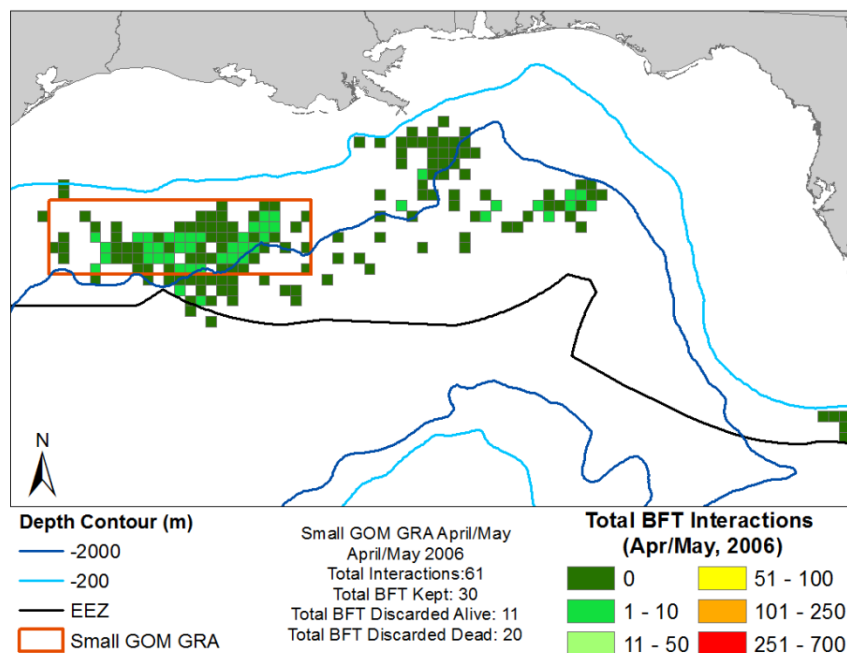 N
Depth Contour (m)
-2000
-200
EEZ
Small GOM GRA
Small GOM GRA April/May
April/May 2006
Total Interactions:61
Total BFT Kept: 30
Total BFT Discarded Alive: 11
Total BFT Discarded Dead: 20
Total BFT Interactions
(Apr/May, 2006)
0
1 - 10
11 - 50
51 - 100
101 - 250
251 - 700